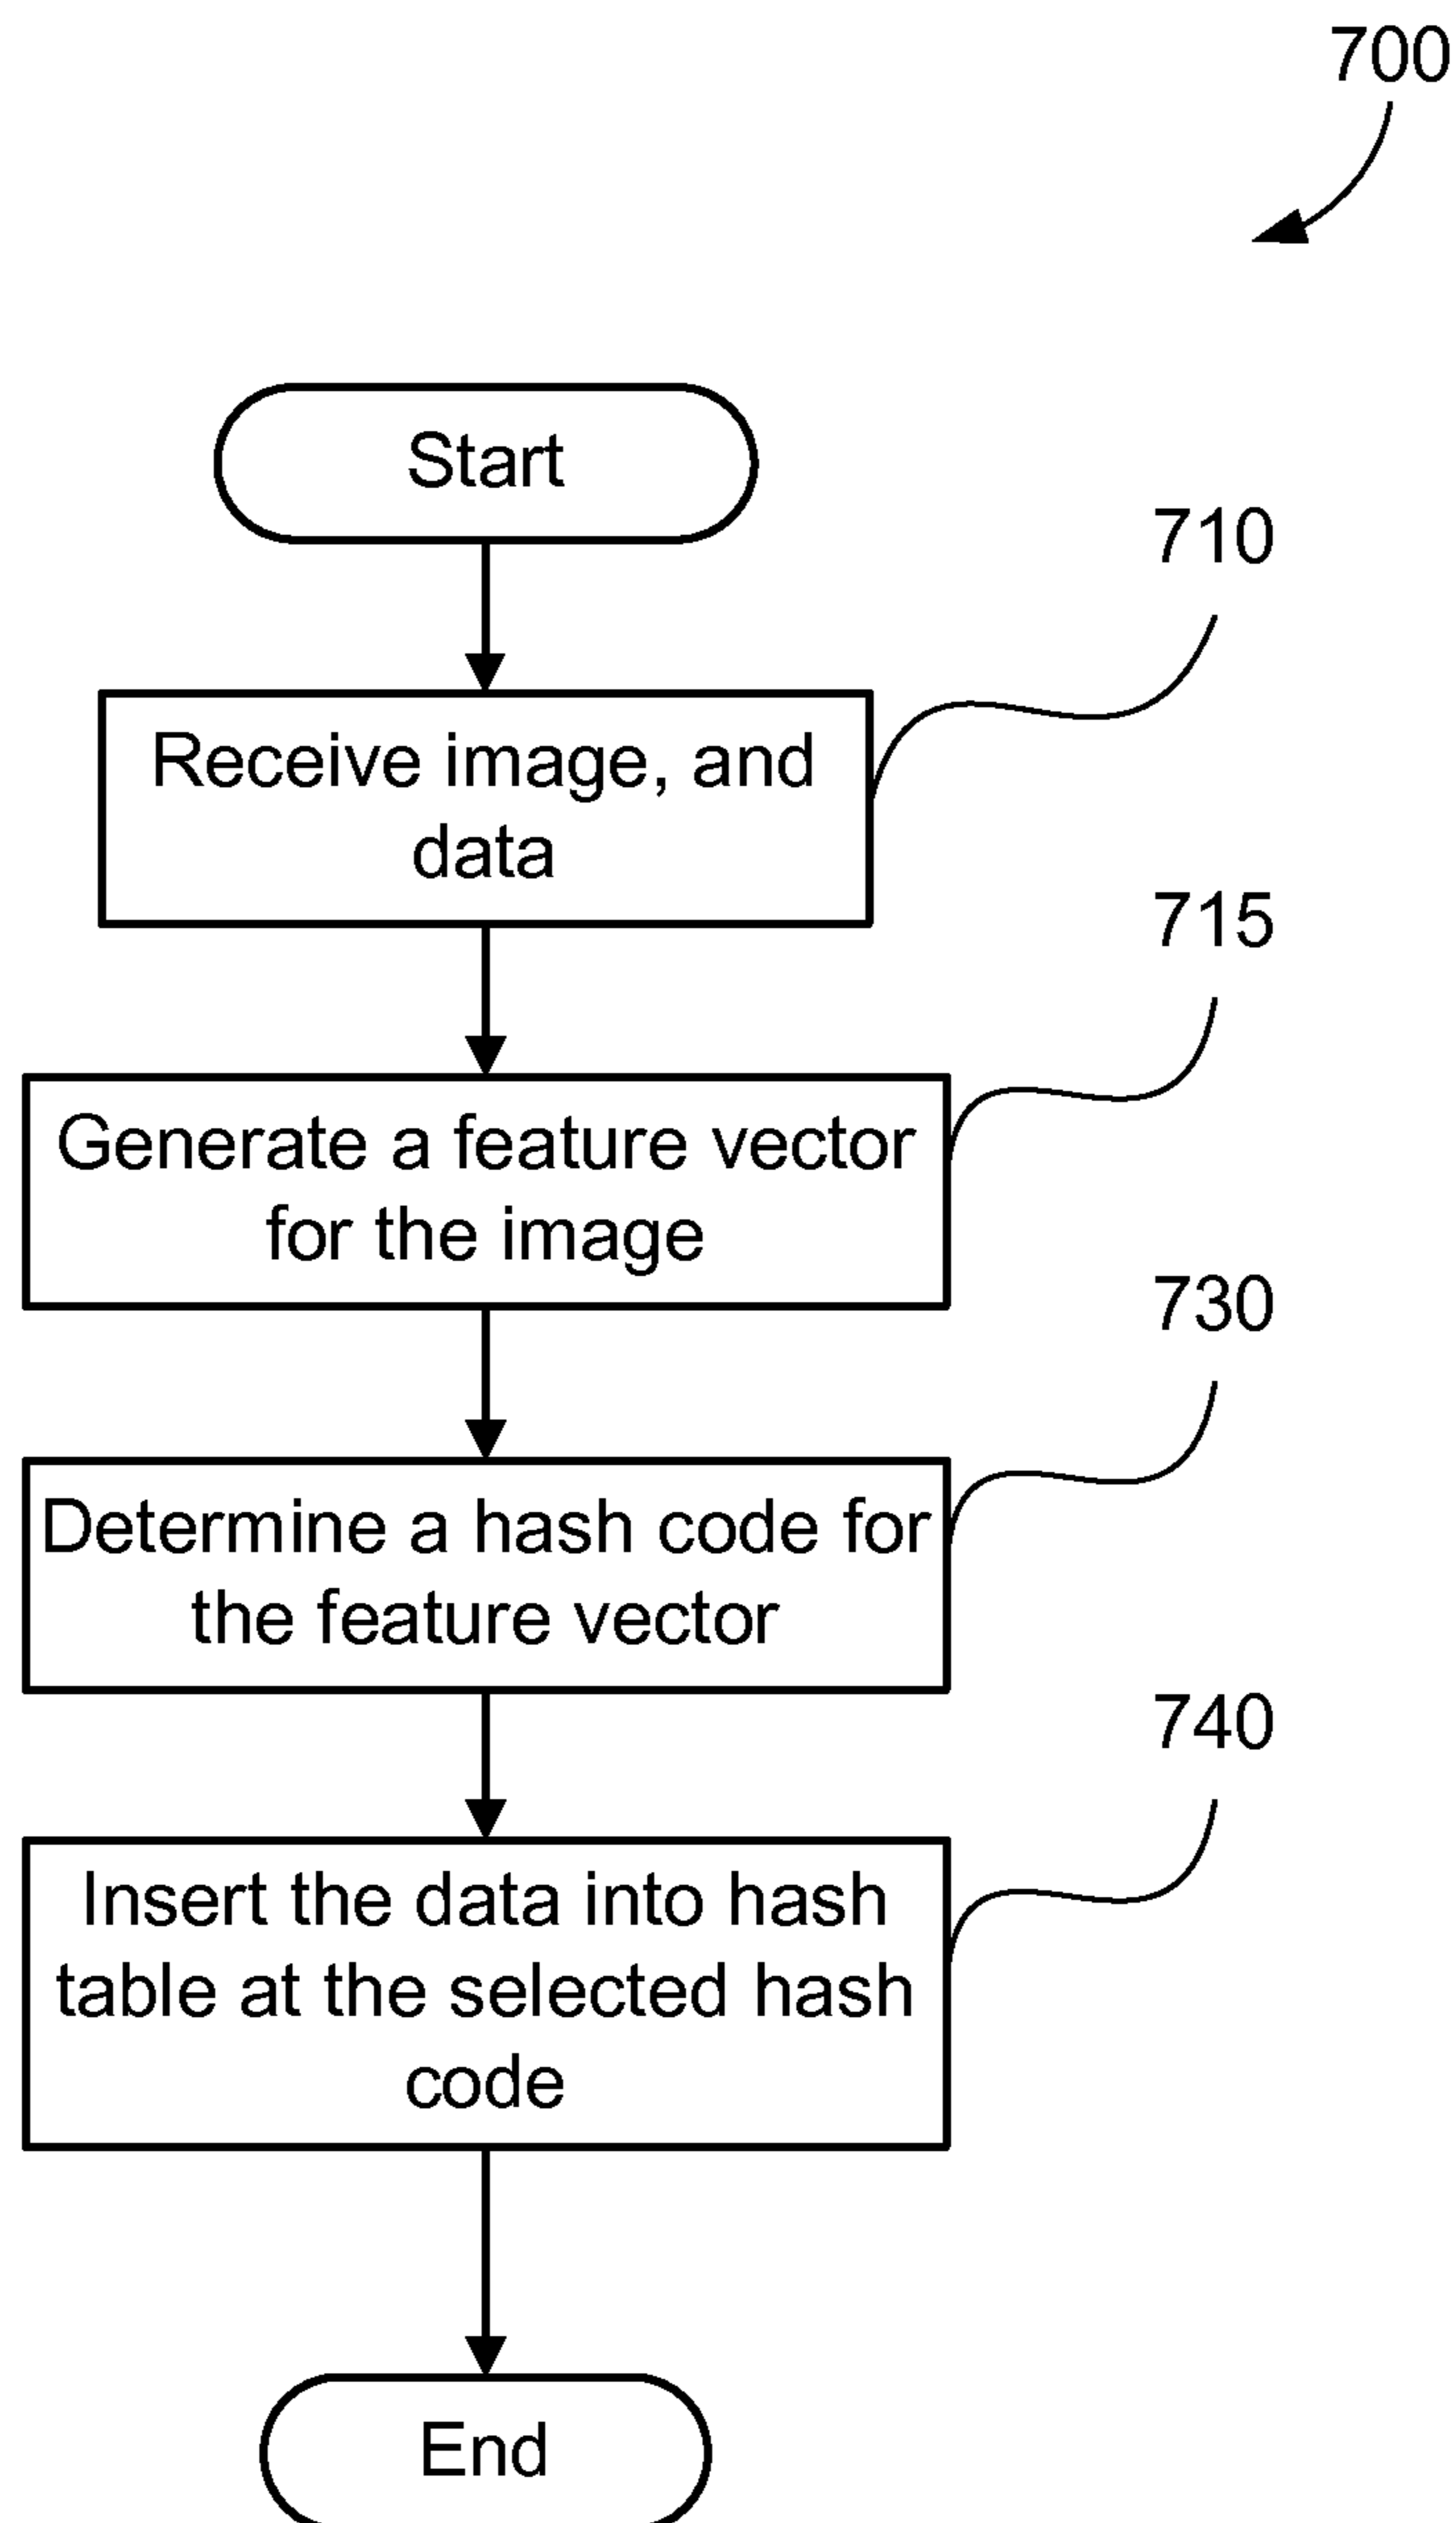 700
Start
710
Receive image, and
data
715
Generate a feature vector
for the image
730
Determine a hash code for
the feature vector
740
Insert the data into hash
table at the selected hash
code
End